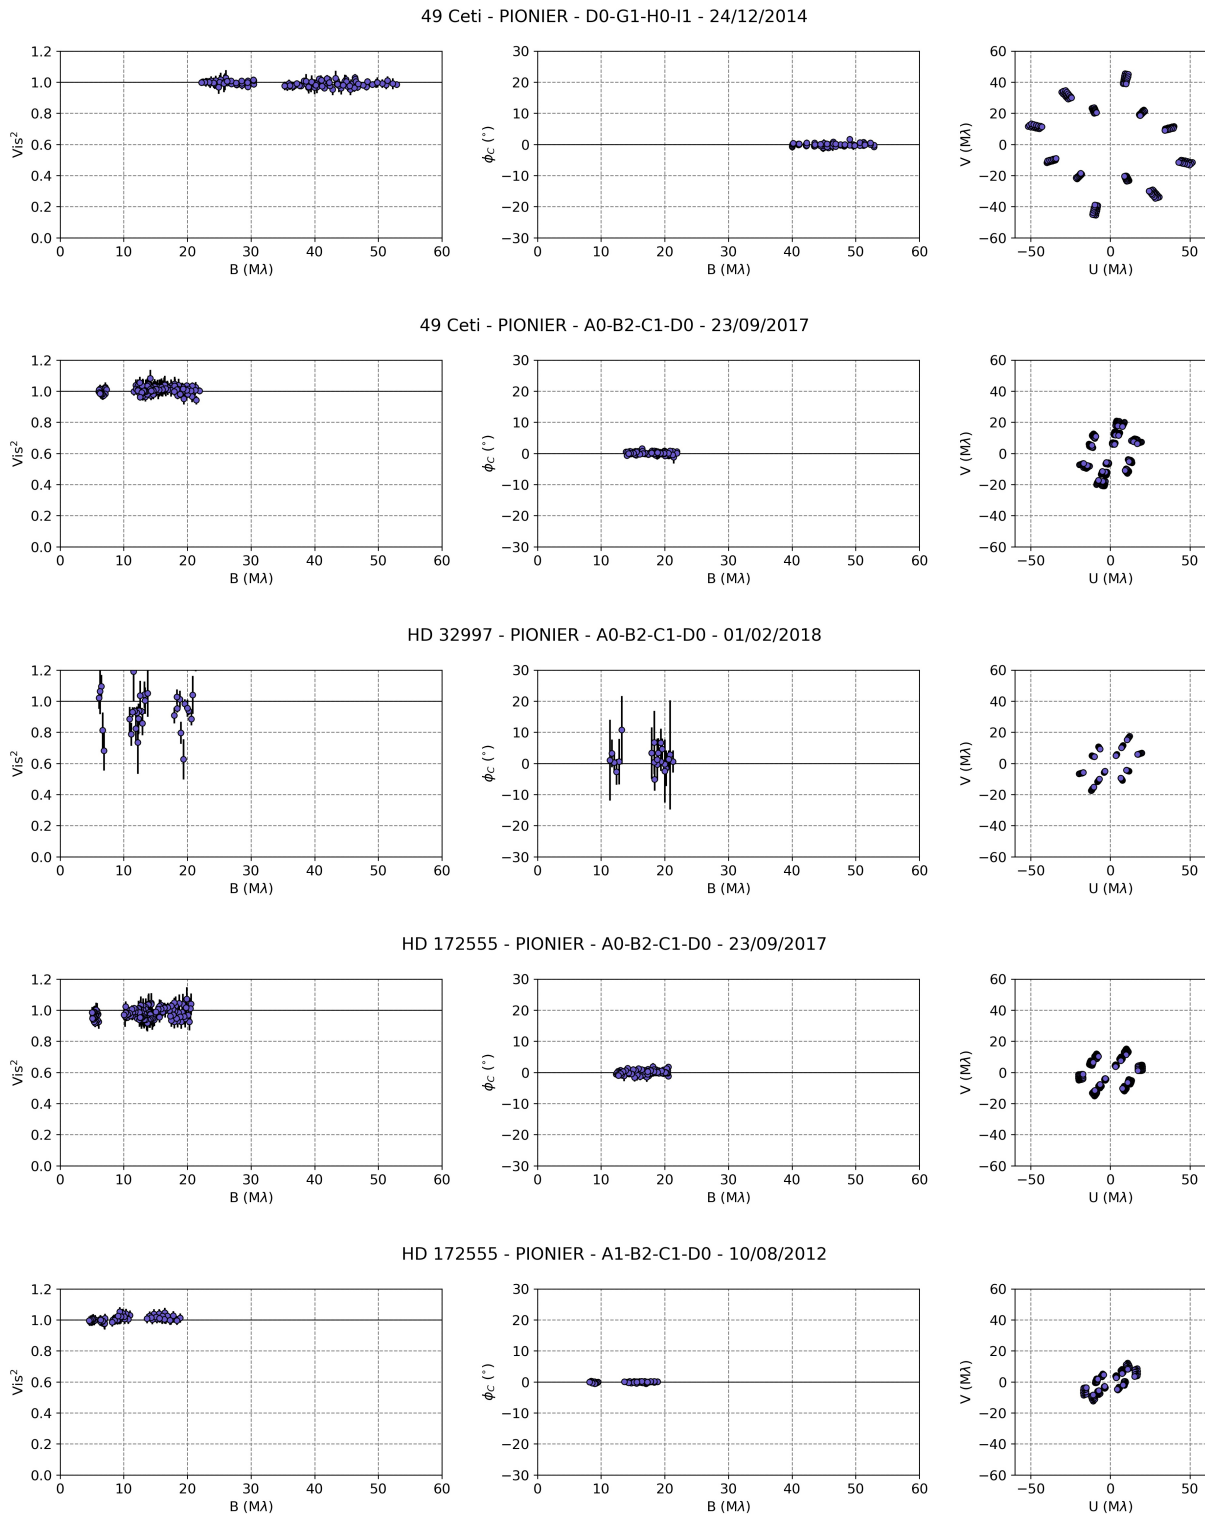 49 Ceti - PIONIER - D0-G1-H0-I1 - 24/12/2014
1.2
1.0
0.8
0.6
0.4
0.2
0.0
Vis²
0 10 20 30 40 50 60
B (Mλ)
30
20
10
0
−10
−20
−30
ϕC (°)
0 10 20 30 40 50 60
B (Mλ)
60
40
20
0
−20
−40
−60
V (Mλ)
−50 0 50
U (Mλ)
49 Ceti - PIONIER - A0-B2-C1-D0 - 23/09/2017
1.2
1.0
0.8
0.6
0.4
0.2
0.0
Vis²
0 10 20 30 40 50 60
B (Mλ)
30
20
10
0
−10
−20
−30
ϕC (°)
0 10 20 30 40 50 60
B (Mλ)
60
40
20
0
−20
−40
−60
V (Mλ)
−50 0 50
U (Mλ)
HD 32997 - PIONIER - A0-B2-C1-D0 - 01/02/2018
1.2
1.0
0.8
0.6
0.4
0.2
0.0
Vis²
0 10 20 30 40 50 60
B (Mλ)
30
20
10
0
−10
−20
−30
ϕC (°)
0 10 20 30 40 50 60
B (Mλ)
60
40
20
0
−20
−40
−60
V (Mλ)
−50 0 50
U (Mλ)
HD 172555 - PIONIER - A0-B2-C1-D0 - 23/09/2017
1.2
1.0
0.8
0.6
0.4
0.2
0.0
Vis²
0 10 20 30 40 50 60
B (Mλ)
30
20
10
0
−10
−20
−30
ϕC (°)
0 10 20 30 40 50 60
B (Mλ)
60
40
20
0
−20
−40
−60
V (Mλ)
−50 0 50
U (Mλ)
HD 172555 - PIONIER - A1-B2-C1-D0 - 10/08/2012
1.2
1.0
0.8
0.6
0.4
0.2
0.0
Vis²
0 10 20 30 40 50 60
B (Mλ)
30
20
10
0
−10
−20
−30
ϕC (°)
0 10 20 30 40 50 60
B (Mλ)
60
40
20
0
−20
−40
−60
V (Mλ)
−50 0 50
U (Mλ)